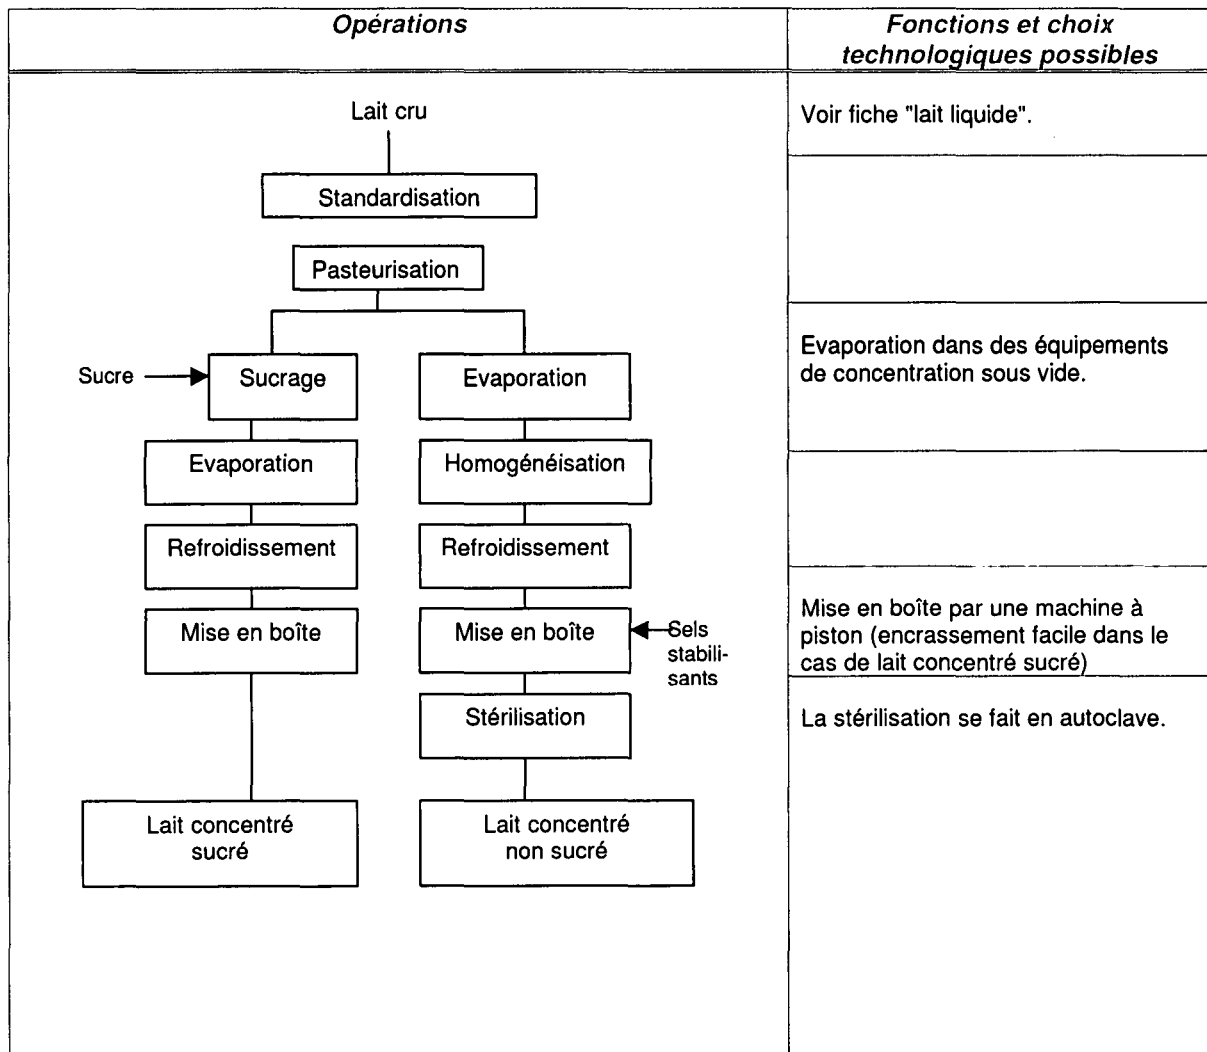 Opérations
Fonctions et choix
technologiques possibles
Lait cru
Voir fiche "lait liquide".
Standardisation
Pasteurisation
Sucre
Sucrage
Evaporation
Evaporation dans des équipements
de concentration sous vide.
Evaporation
Homogénéisation
Refroidissement
Refroidissement
Mise en boîte
Mise en boîte
Sels
stabili-
sants
Mise en boîte par une machine à
piston (encrassement facile dans le
cas de lait concentré sucré)
Stérilisation
La stérilisation se fait en autoclave.
Lait concentré
sucré
Lait concentré
non sucré